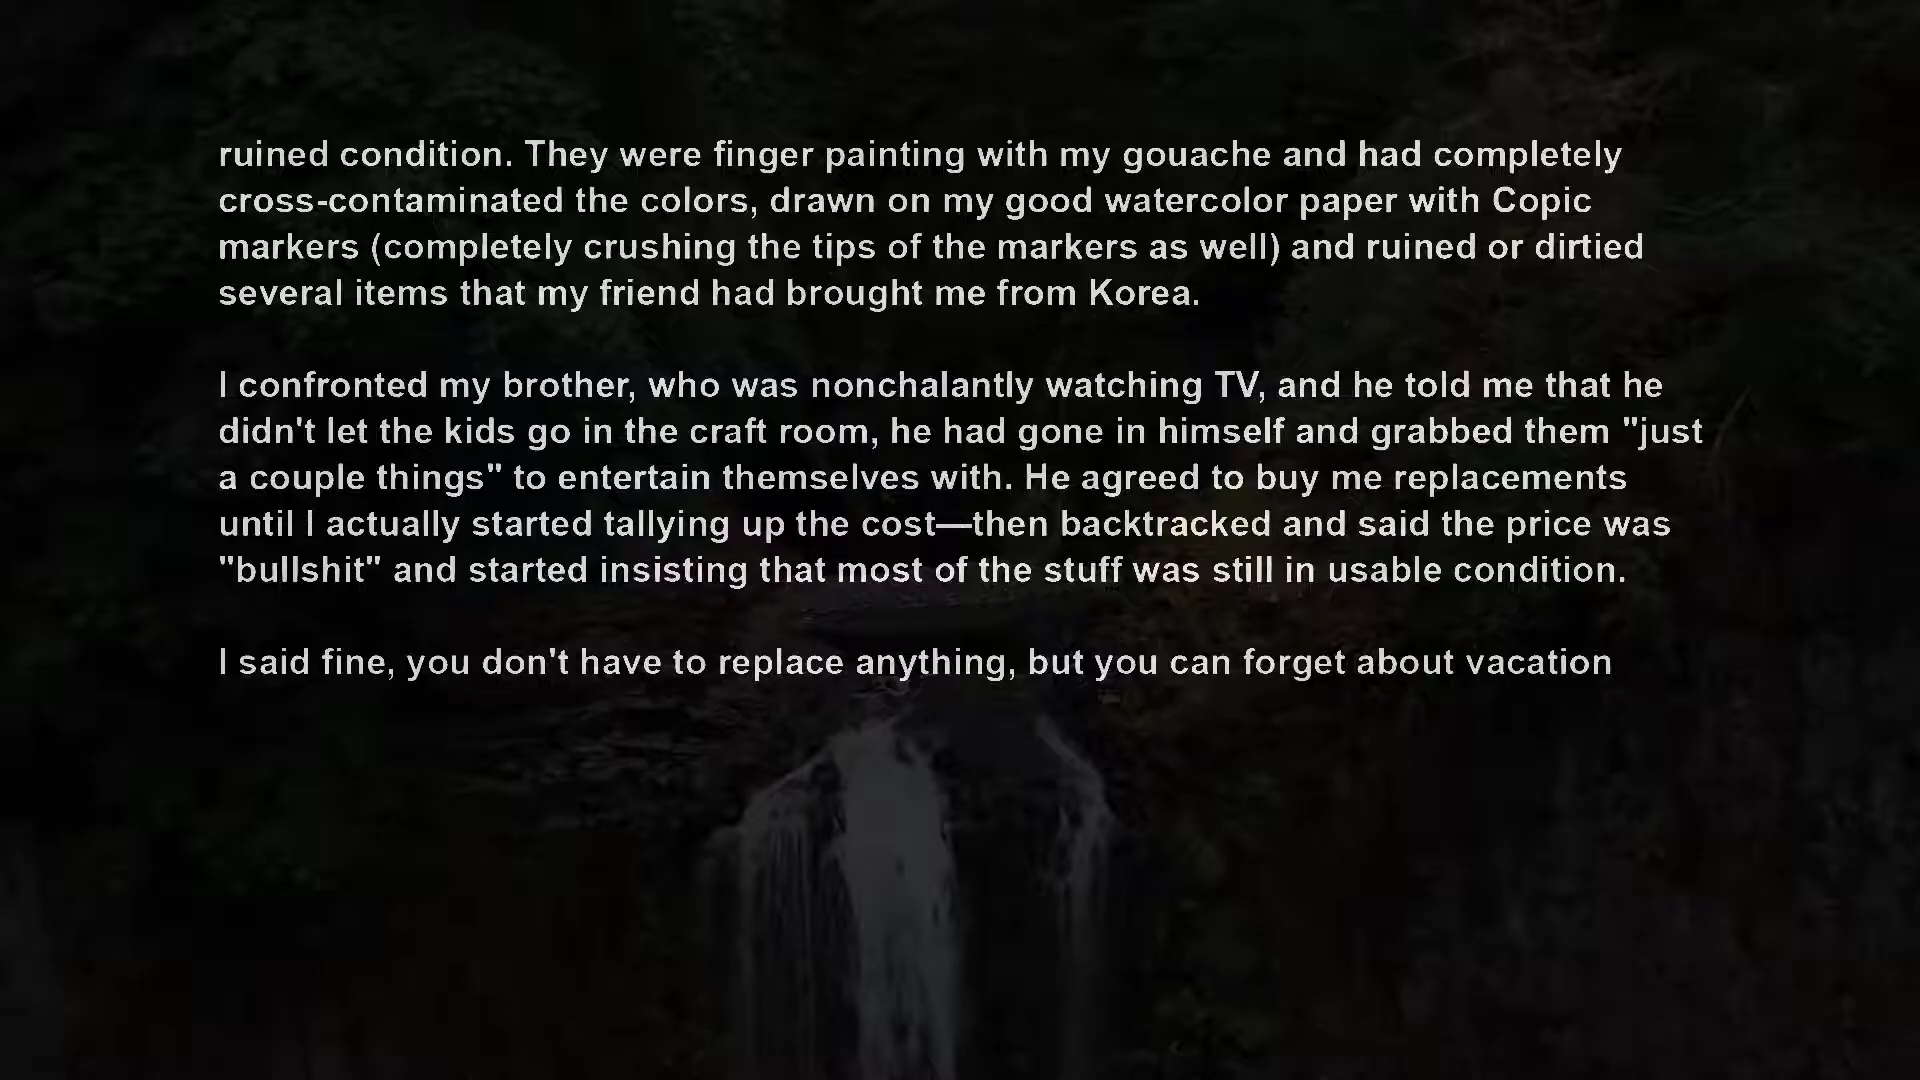 ruined condition. They were finger painting with my gouache and had completely
cross-contaminated the colors, drawn on my good watercolor paper with Copic
markers (completely crushing the tips of the markers as well) and ruined or dirtied
several items that my friend had brought me from Korea.
I confronted my brother, who was nonchalantly watching TV, and he told me that he
didn't let the kids go in the craft room, he had gone in himself and grabbed them "just
a couple things" to entertain themselves with. He agreed to buy me replacements
until I actually started tallying up the cost—then backtracked and said the price was
"bullshit" and started insisting that most of the stuff was still in usable condition.
I said fine, you don't have to replace anything, but you can forget about vacation